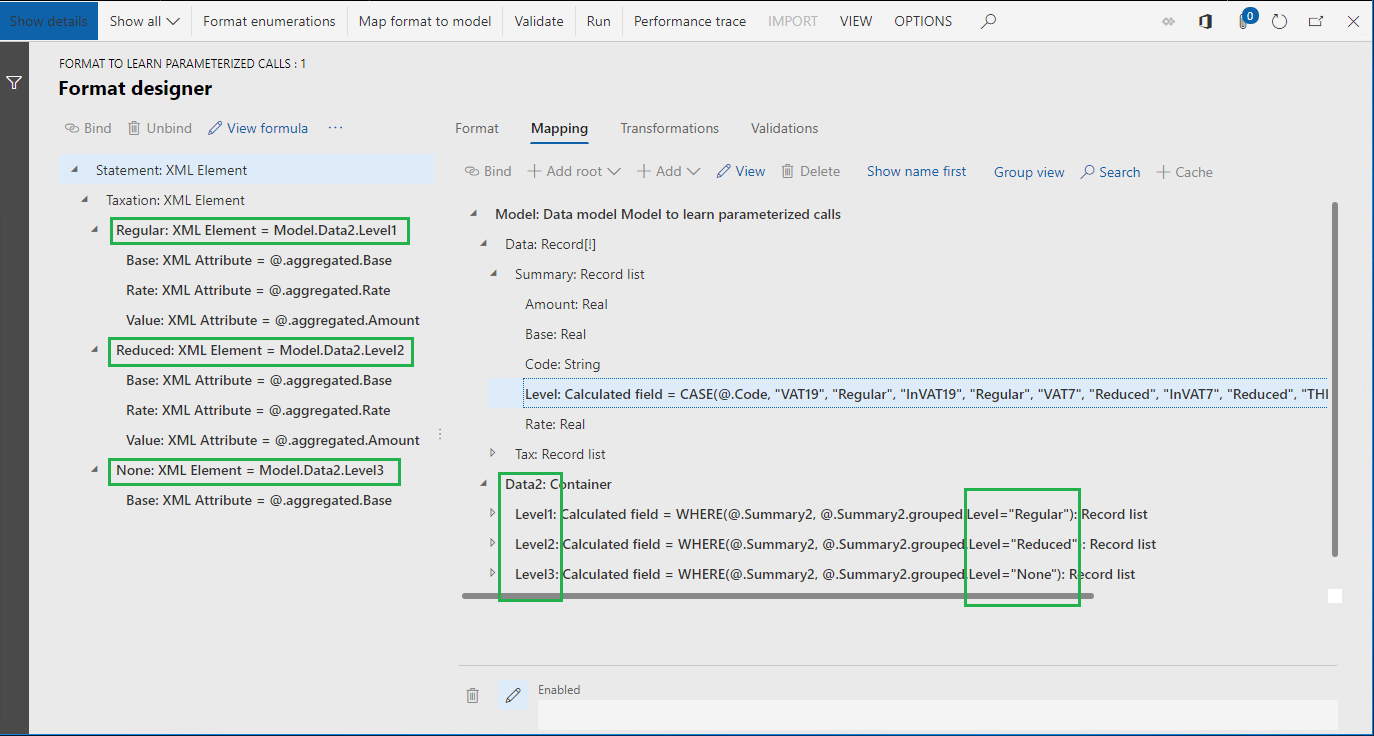 Show details Show all Format enumerations Map format to model Validate Run Performance trace IMPORT VIEW OPTIONS 0
FORMAT TO LEARN PARAMETERIZED CALLS : 1
Format designer
Bind Unbind View formula ...
Statement: XML Element
Taxation: XML Element
Regular: XML Element = Model.Data2.Level1
Base: XML Attribute = @.aggregated.Base
Rate: XML Attribute = @.aggregated.Rate
Value: XML Attribute = @.aggregated.Amount
Reduced: XML Element = Model.Data2.Level2
Base: XML Attribute = @.aggregated.Base
Rate: XML Attribute = @.aggregated.Rate
Value: XML Attribute = @.aggregated.Amount
None: XML Element = Model.Data2.Level3
Base: XML Attribute = @.aggregated.Base
Format Mapping Transformations Validations
Bind Add root Add View Delete Show name first Group view Search Cache
Model: Data model Model to learn parameterized calls
Data: Record[!]
Summary: Record list
Amount: Real
Base: Real
Code: String
Level: Calculated field = CASE(@.Code, "VAT19", "Regular", "InVAT19", "Regular", "VAT7", "Reduced", "InVAT7", "Reduced", "THI
Rate: Real
Tax: Record list
Data2: Container
Level1: Calculated field = WHERE(@.Summary2, @.Summary2.grouped.Level="Regular"): Record list
Level2: Calculated field = WHERE(@.Summary2, @.Summary2.grouped.Level="Reduced"): Record list
Level3: Calculated field = WHERE(@.Summary2, @.Summary2.grouped.Level="None"): Record list
Enabled